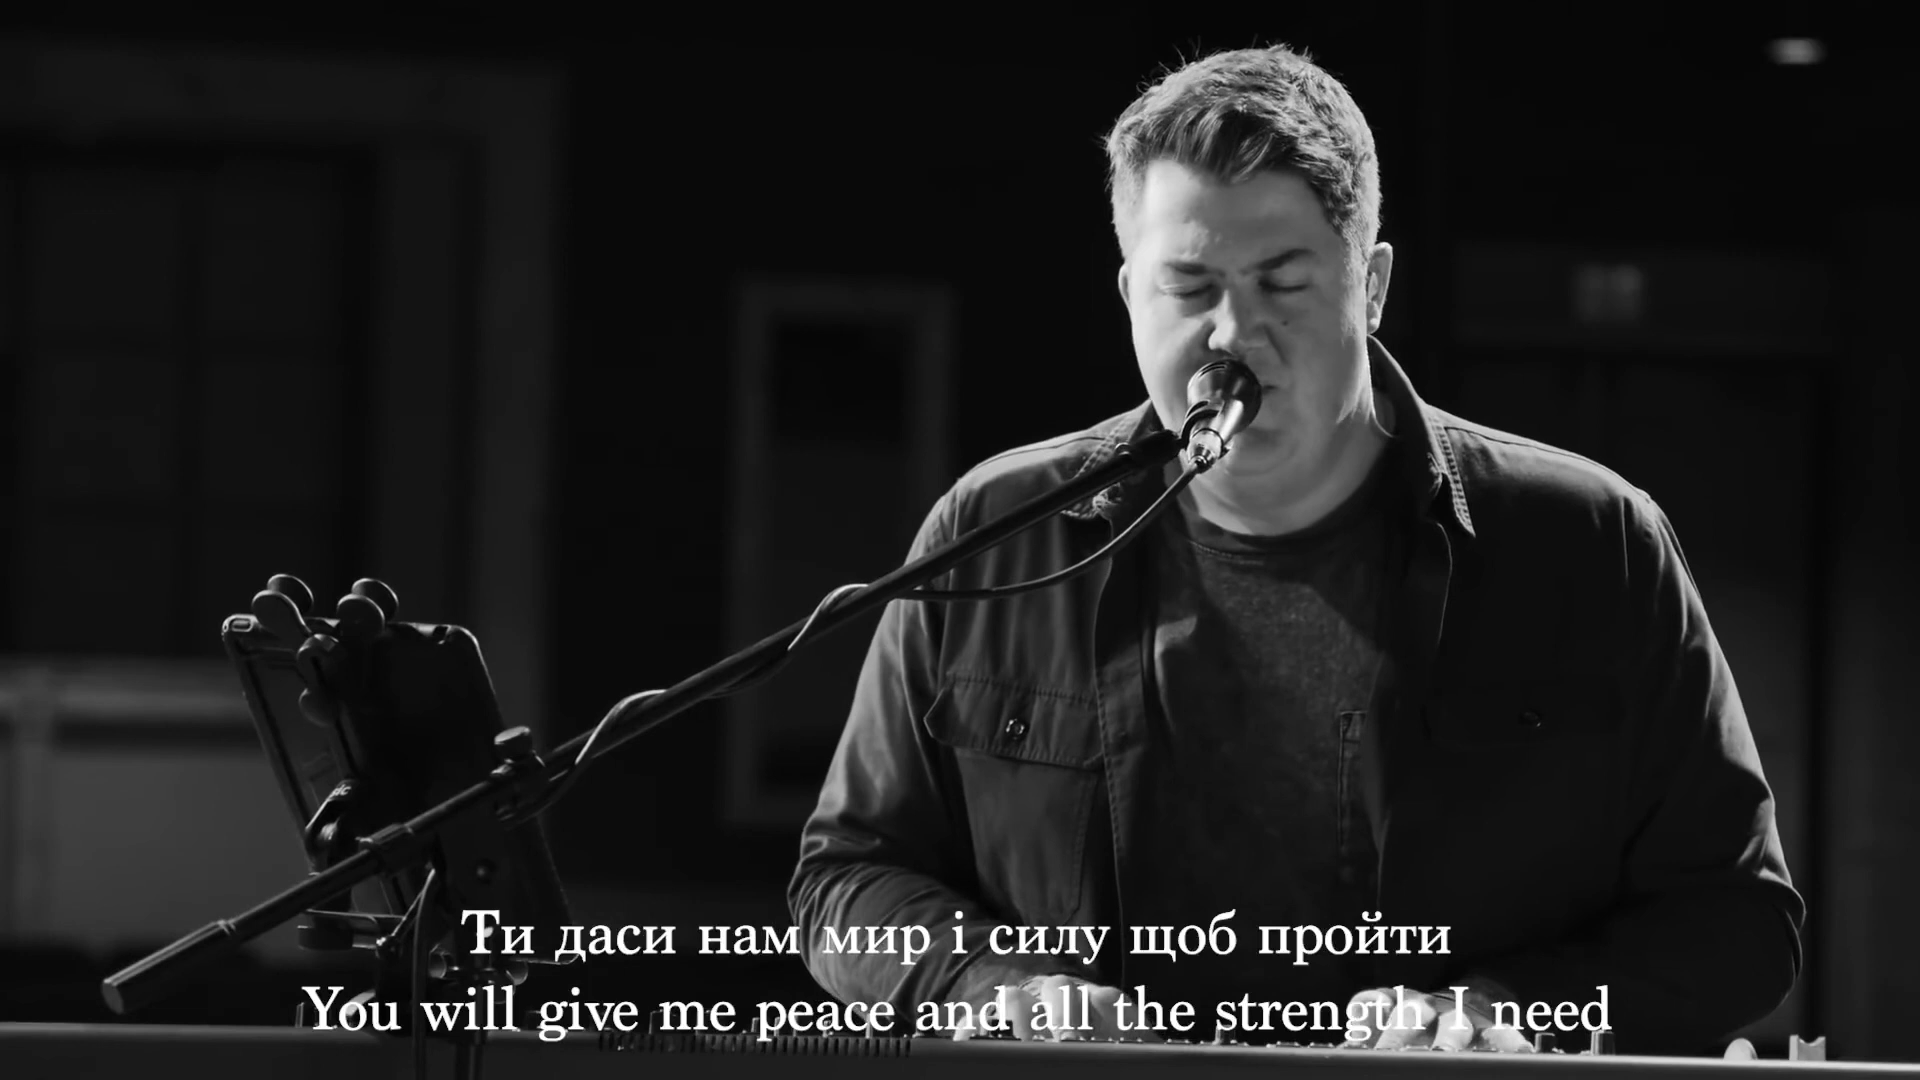 Ти даси нам мир і силу щоб пройти
You will give me peace and all the strength I need